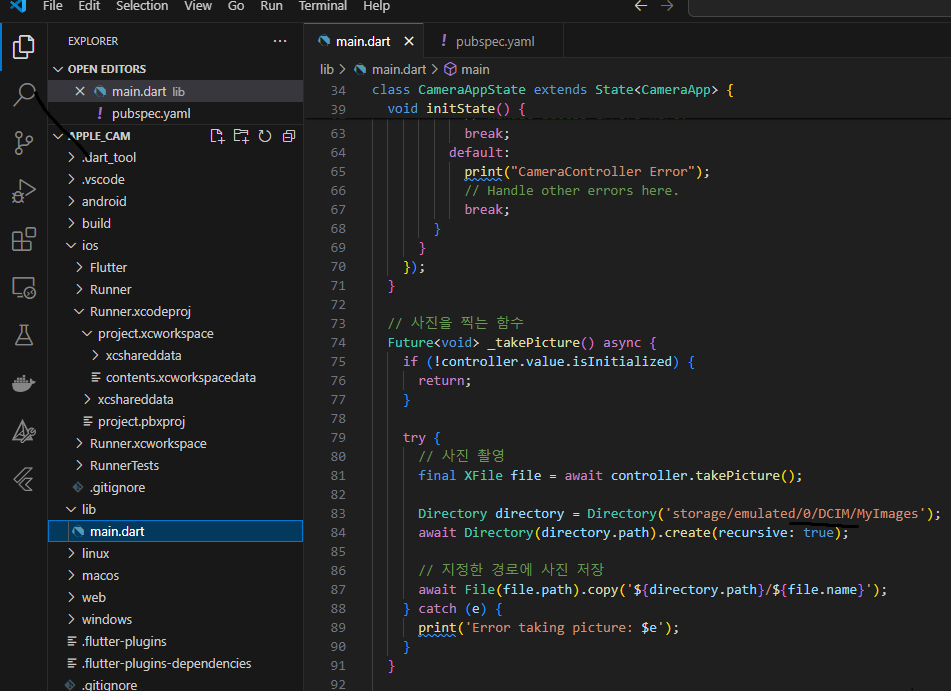 File Edit Selection View Go Run Terminal Help
EXPLORER
OPEN EDITORS
main.dart lib
pubspec.yaml
APPLE_CAM
.dart_tool
.vscode
android
build
ios
Flutter
Runner
Runner.xcodeproj
project.xcworkspace
xcshareddata
contents.xcworkspacedata
xcshareddata
project.pbxproj
Runner.xcworkspace
RunnerTests
.gitignore
lib
main.dart
linux
macos
web
windows
.flutter-plugins
.flutter-plugins-dependencies
.gitignore
main.dart
pubspec.yaml
lib > main.dart > main
34 class CameraAppState extends State<CameraApp> {
39 void initState() {
63 break;
64 default:
65 print("CameraController Error");
66 // Handle other errors here.
67 break;
68 }
69 }
70 });
71 }
72
73 // 사진을 찍는 함수
74 Future<void> _takePicture() async {
75 if (!controller.value.isInitialized) {
76 return;
77 }
78
79 try {
80 // 사진 촬영
81 final XFile file = await controller.takePicture();
82
83 Directory directory = Directory('storage/emulated/0/DCIM/MyImages');
84 await Directory(directory.path).create(recursive: true);
85
86 // 지정한 경로에 사진 저장
87 await File(file.path).copy('${directory.path}/${file.name}');
88 } catch (e) {
89 print('Error taking picture: $e');
90 }
91 }
92